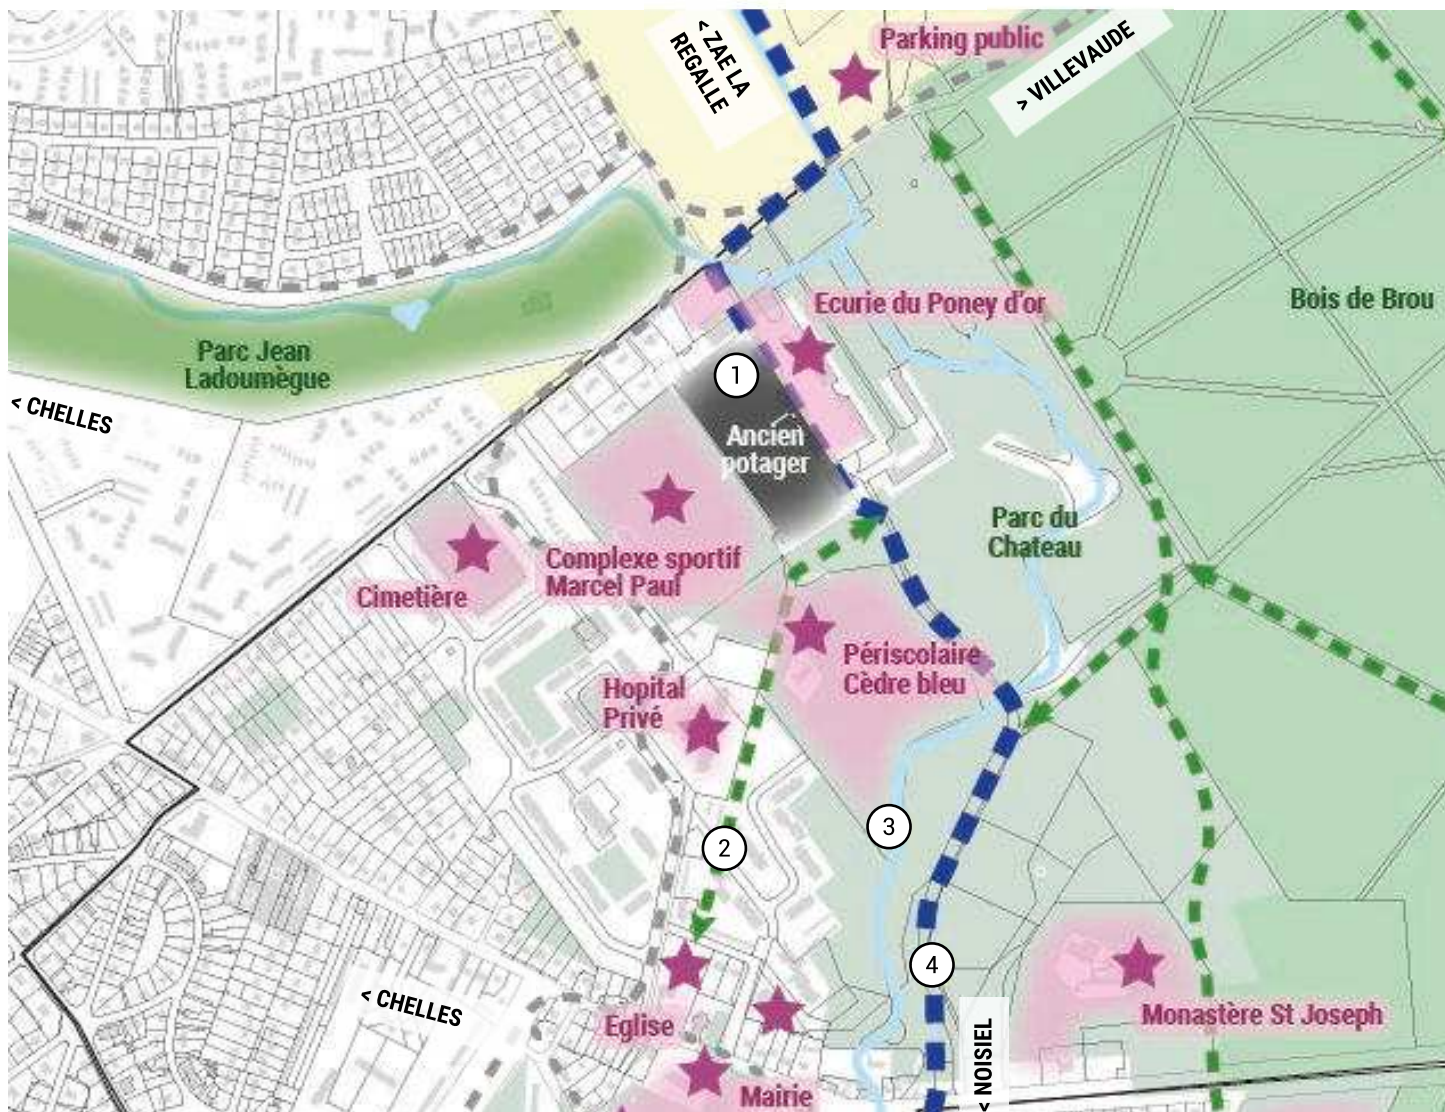 < ZAE LA
REGALLE
Parking public
> VILLEVAUDE
Ecurie du Poney d'or
Bois de Brou
Parc Jean
Ladoumègue
< CHELLES
1
Ancien
potager
Parc du
Chateau
Complexe sportif
Marcel Paul
Cimetière
Périscolaire
Cèdre bleu
Hopital
Privé
2
3
4
< CHELLES
Eglise
Monastère St Joseph
< NOISIEL
Mairie